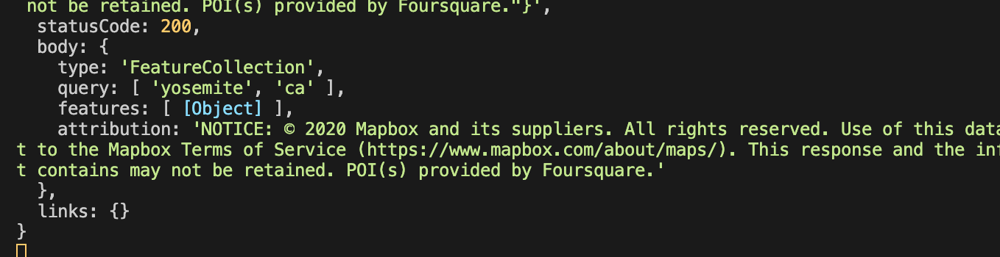 not be retained. POI(s) provided by Foursquare."}',
statusCode: 200,
body: {
type: 'FeatureCollection',
query: [ 'yosemite', 'ca' ],
features: [ [Object] ],
attribution: 'NOTICE: © 2020 Mapbox and its suppliers. All rights reserved. Use of this data
t to the Mapbox Terms of Service (https://www.mapbox.com/about/maps/). This response and the inf
t contains may not be retained. POI(s) provided by Foursquare.'
},
links: {}
}